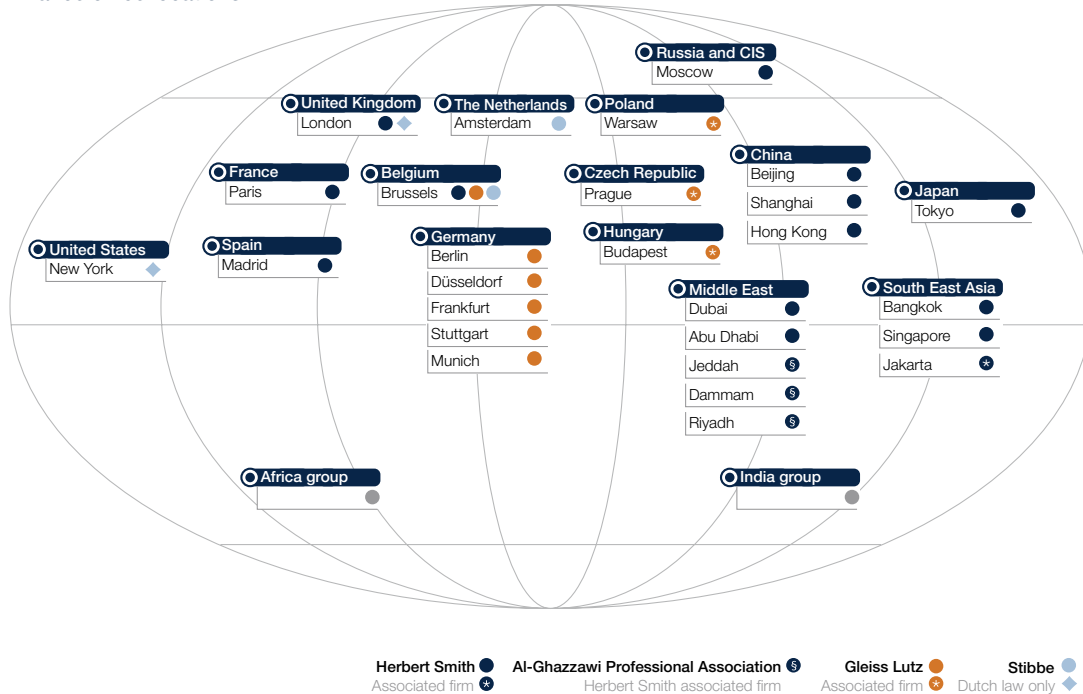 Russia and CIS
Moscow
United Kingdom
London
The Netherlands
Amsterdam
Poland
Warsaw *
China
Beijing
Shanghai
Hong Kong
France
Paris
Belgium
Brussels
Czech Republic
Prague *
Japan
Tokyo
United States
New York
Spain
Madrid
Germany
Berlin
Düsseldorf
Frankfurt
Stuttgart
Munich
Hungary
Budapest *
Middle East
Dubai
Abu Dhabi
Jeddah §
Dammam §
Riyadh §
South East Asia
Bangkok
Singapore
Jakarta *
Africa group
India group
Herbert Smith
Associated firm *
Al-Ghazzawi Professional Association §
Herbert Smith associated firm
Gleiss Lutz
Associated firm *
Stibbe
Dutch law only